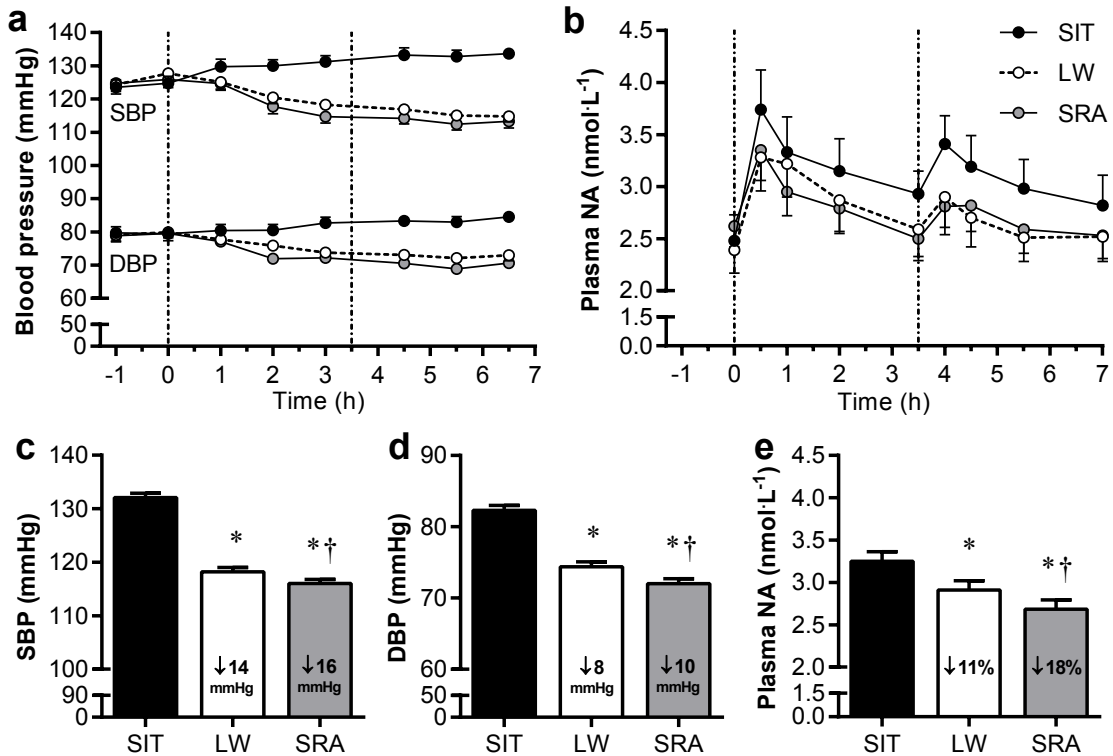 a
Blood pressure (mmHg)
140
130
120
110
100
90
80
70
60
50
0
SBP
DBP
-1 0 1 2 3 4 5 6 7
Time (h)
b
Plasma NA (nmol·L-1)
4.5
4.0
3.5
3.0
2.5
2.0
1.5
0.0
-1 0 1 2 3 4 5 6 7
Time (h)
SIT
LW
SRA
c
SBP (mmHg)
140
130
120
110
100
90
0
*
*†
↓14
mmHg
↓16
mmHg
SIT LW SRA
d
DBP (mmHg)
90
80
70
60
50
0
*
*†
↓8
mmHg
↓10
mmHg
SIT LW SRA
e
Plasma NA (nmol·L-1)
4.5
4.0
3.5
3.0
2.5
2.0
1.5
0.0
*
*†
↓11%
↓18%
SIT LW SRA